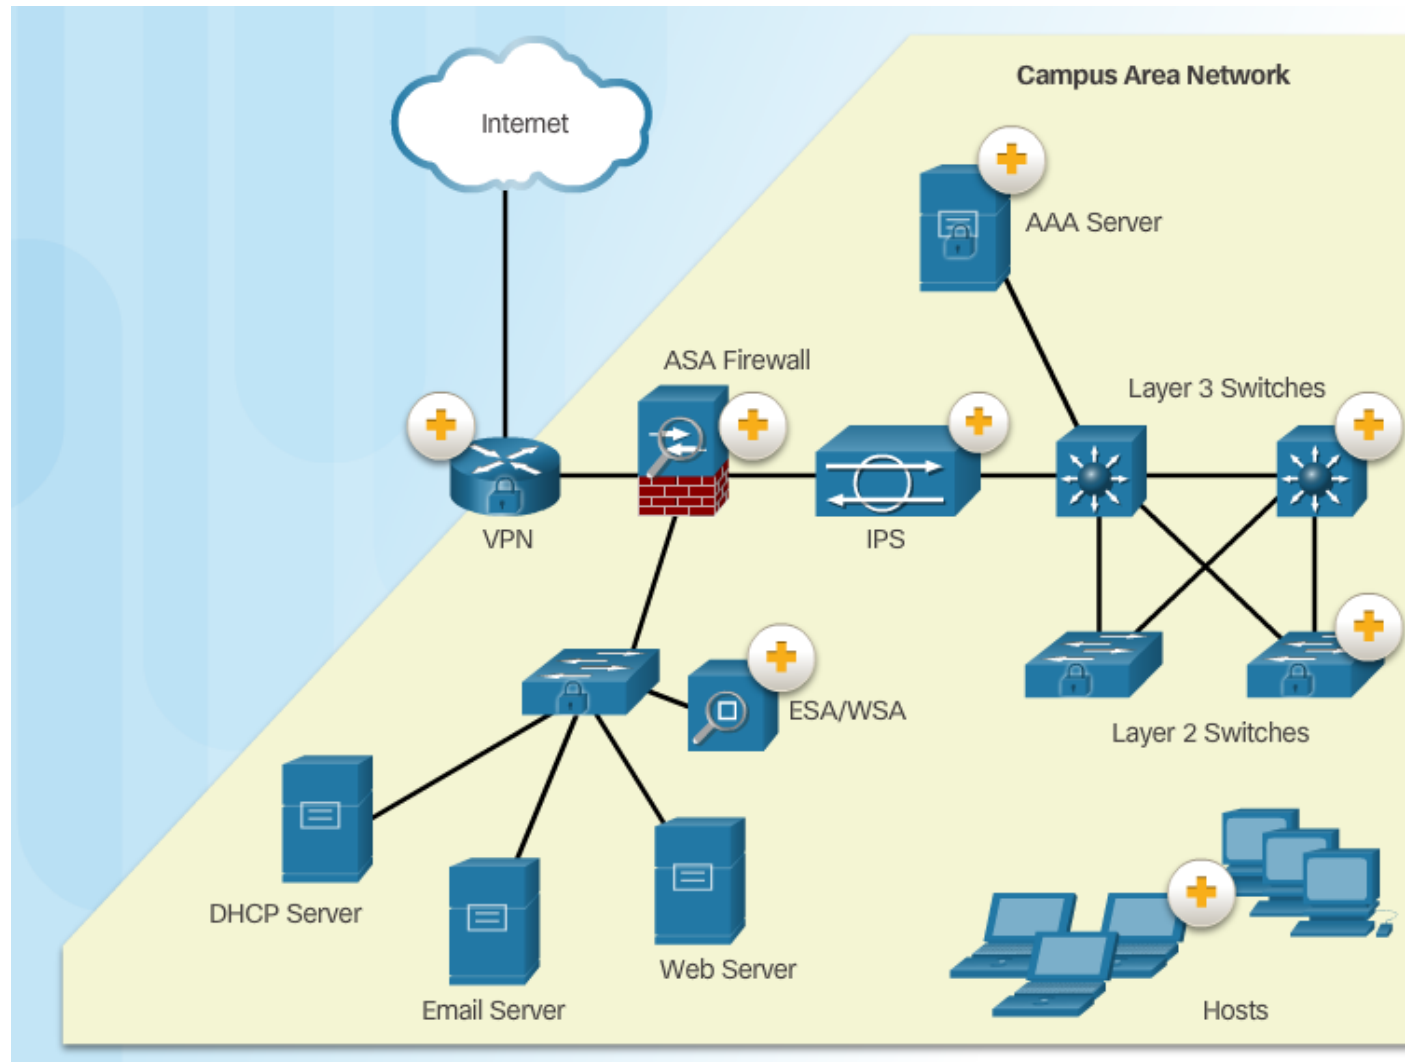 Campus Area Network
Internet
AAA Server
ASA Firewall
Layer 3 Switches
VPN
IPS
ESA/WSA
Layer 2 Switches
DHCP Server
Web Server
Email Server
Hosts